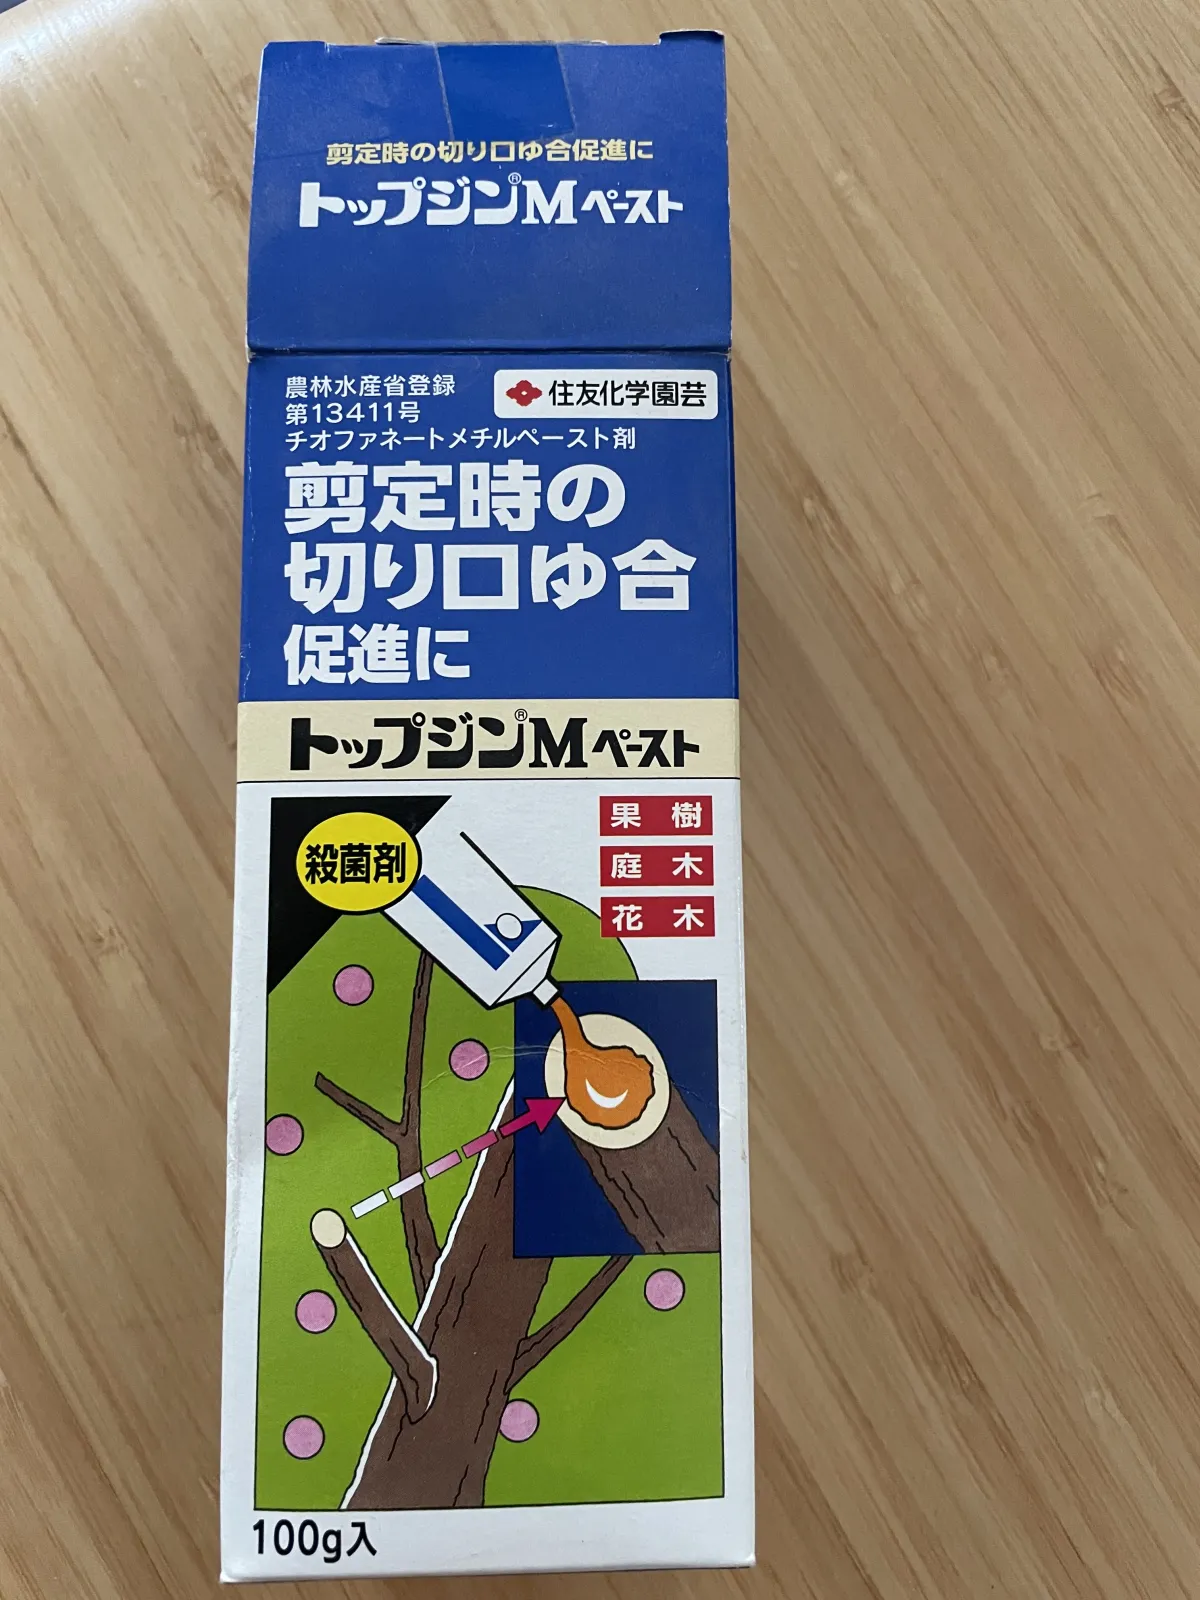 剪定時の切り口ゆ合促進に
トップジン®Mペースト
農林水産省登録
第13411号
住友化学園芸
チオファネートメチルペースト剤
剪定時の
切り口ゆ合
促進に
トップジン®Mペースト
殺菌剤
果樹
庭木
花木
100g入